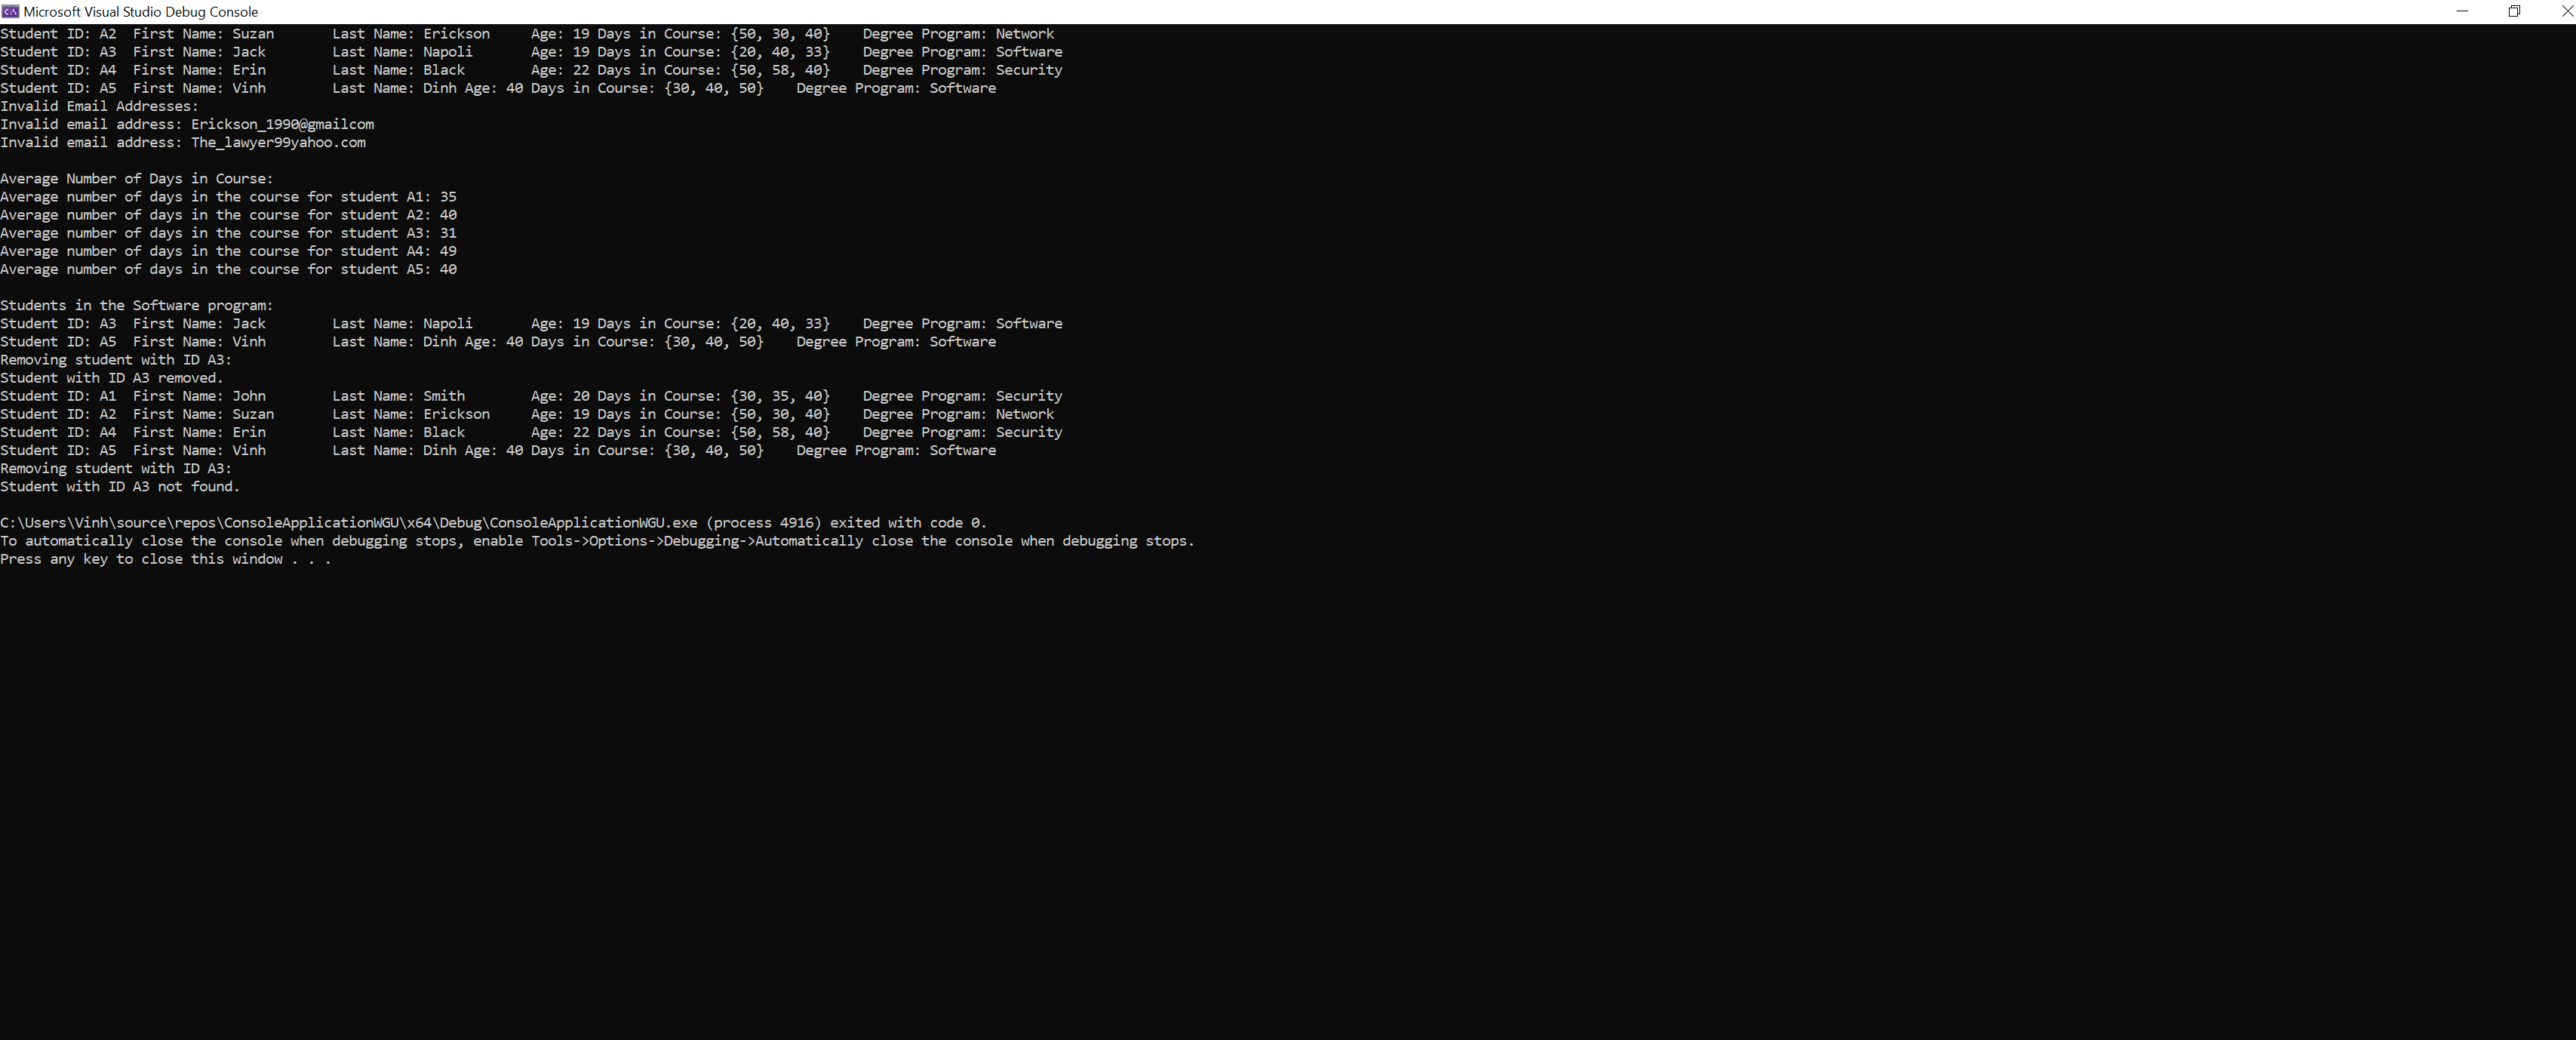 Microsoft Visual Studio Debug Console
Student ID: A2  First Name: Suzan       Last Name: Erickson     Age: 19 Days in Course: {50, 30, 40}    Degree Program: Network
Student ID: A3  First Name: Jack        Last Name: Napoli       Age: 19 Days in Course: {20, 40, 33}    Degree Program: Software
Student ID: A4  First Name: Erin        Last Name: Black        Age: 22 Days in Course: {50, 58, 40}    Degree Program: Security
Student ID: A5  First Name: Vinh        Last Name: Dinh Age: 40 Days in Course: {30, 40, 50}    Degree Program: Software
Invalid Email Addresses:
Invalid email address: Erickson_1990@gmailcom
Invalid email address: The_lawyer99yahoo.com

Average Number of Days in Course:
Average number of days in the course for student A1: 35
Average number of days in the course for student A2: 40
Average number of days in the course for student A3: 31
Average number of days in the course for student A4: 49
Average number of days in the course for student A5: 40

Students in the Software program:
Student ID: A3  First Name: Jack        Last Name: Napoli       Age: 19 Days in Course: {20, 40, 33}    Degree Program: Software
Student ID: A5  First Name: Vinh        Last Name: Dinh Age: 40 Days in Course: {30, 40, 50}    Degree Program: Software
Removing student with ID A3:
Student with ID A3 removed.
Student ID: A1  First Name: John        Last Name: Smith        Age: 20 Days in Course: {30, 35, 40}    Degree Program: Security
Student ID: A2  First Name: Suzan       Last Name: Erickson     Age: 19 Days in Course: {50, 30, 40}    Degree Program: Network
Student ID: A4  First Name: Erin        Last Name: Black        Age: 22 Days in Course: {50, 58, 40}    Degree Program: Security
Student ID: A5  First Name: Vinh        Last Name: Dinh Age: 40 Days in Course: {30, 40, 50}    Degree Program: Software
Removing student with ID A3:
Student with ID A3 not found.

C:\Users\Vinh\source\repos\ConsoleApplicationWGU\x64\Debug\ConsoleApplicationWGU.exe (process 4916) exited with code 0.
To automatically close the console when debugging stops, enable Tools->Options->Debugging->Automatically close the console when debugging stops.
Press any key to close this window . . .